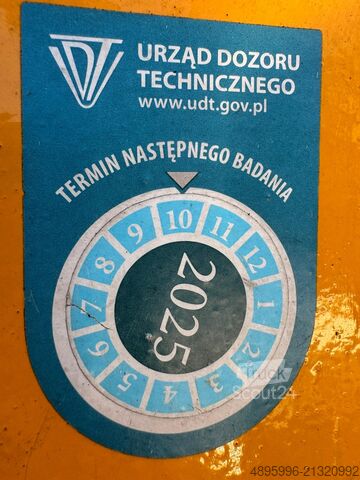 UDT
URZĄD DOZORU
TECHNICZNEGO
www.udt.gov.pl
TERMIN NASTĘPNEGO BADANIA
1 2 3 4 5 6 7 8 9 10 11 12
2025
Truck
Scout24
4895996-21320992